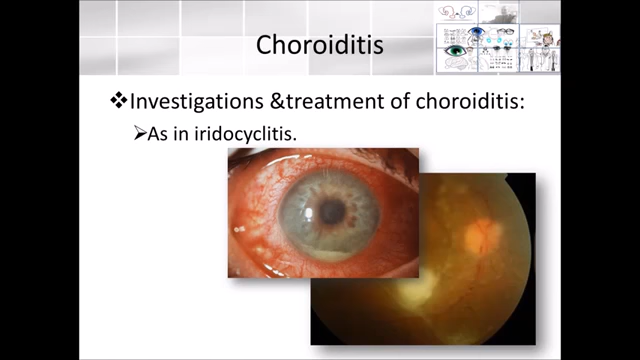 Choroiditis
❖Investigations &treatment of choroiditis:
➢As in iridocyclitis.